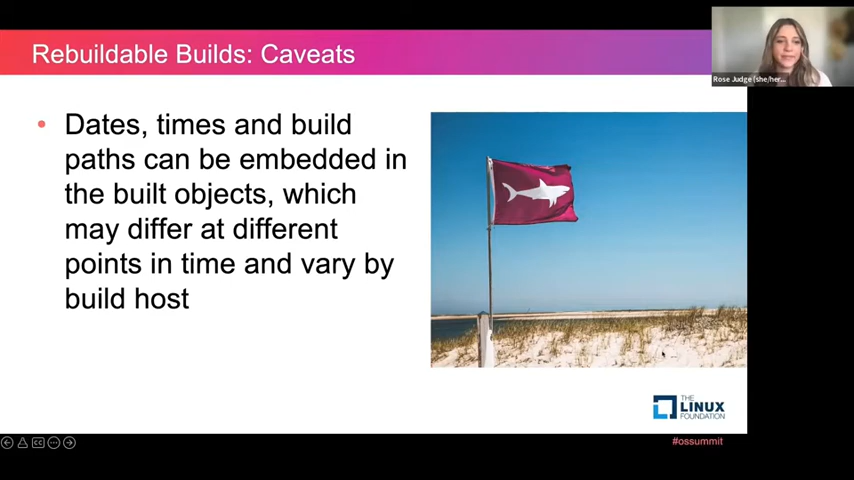 Rebuildable Builds: Caveats
Rose Judge (she/her...
• Dates, times and build
paths can be embedded in
the built objects, which
may differ at different
points in time and vary by
build host
THE
LINUX
FOUNDATION
CC
#ossummit